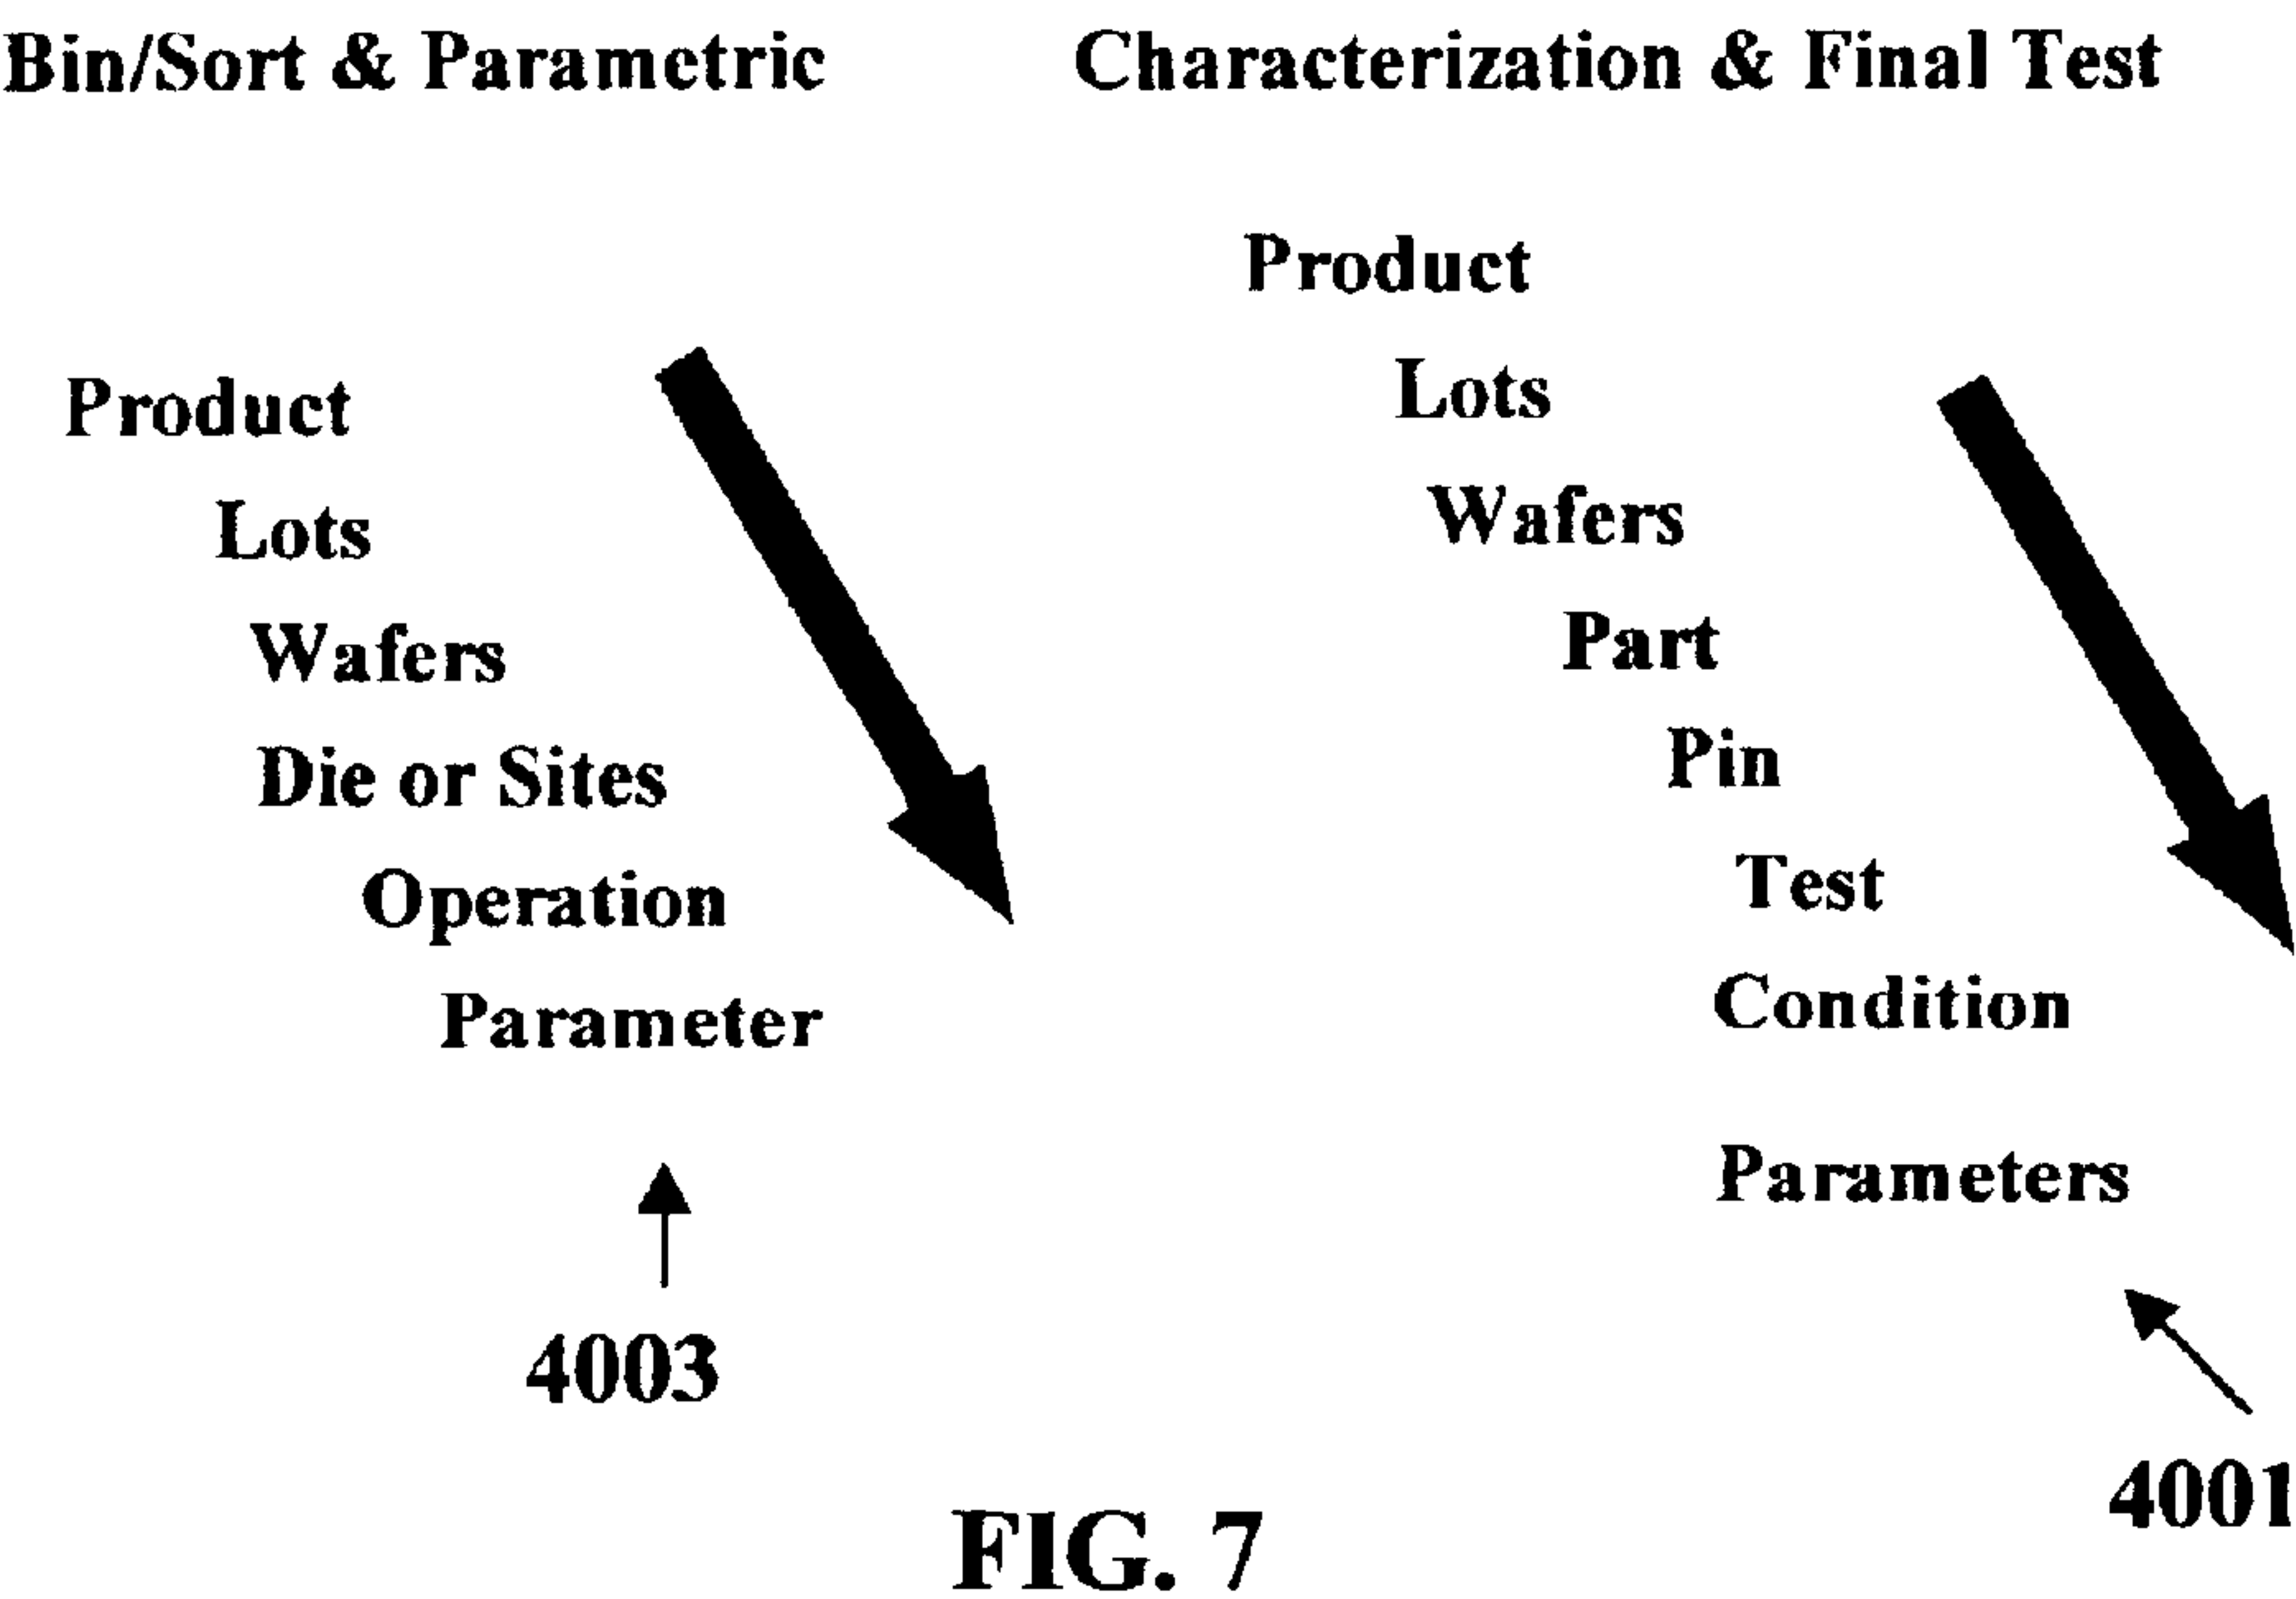 Bin/Sort & Parametric
Product
Lots
Wafers
Die or Sites
Operation
Parameter
4003
Characterization & Final Test
Product
Lots
Wafers
Part
Pin
Test
Condition
Parameters
4001
FIG. 7